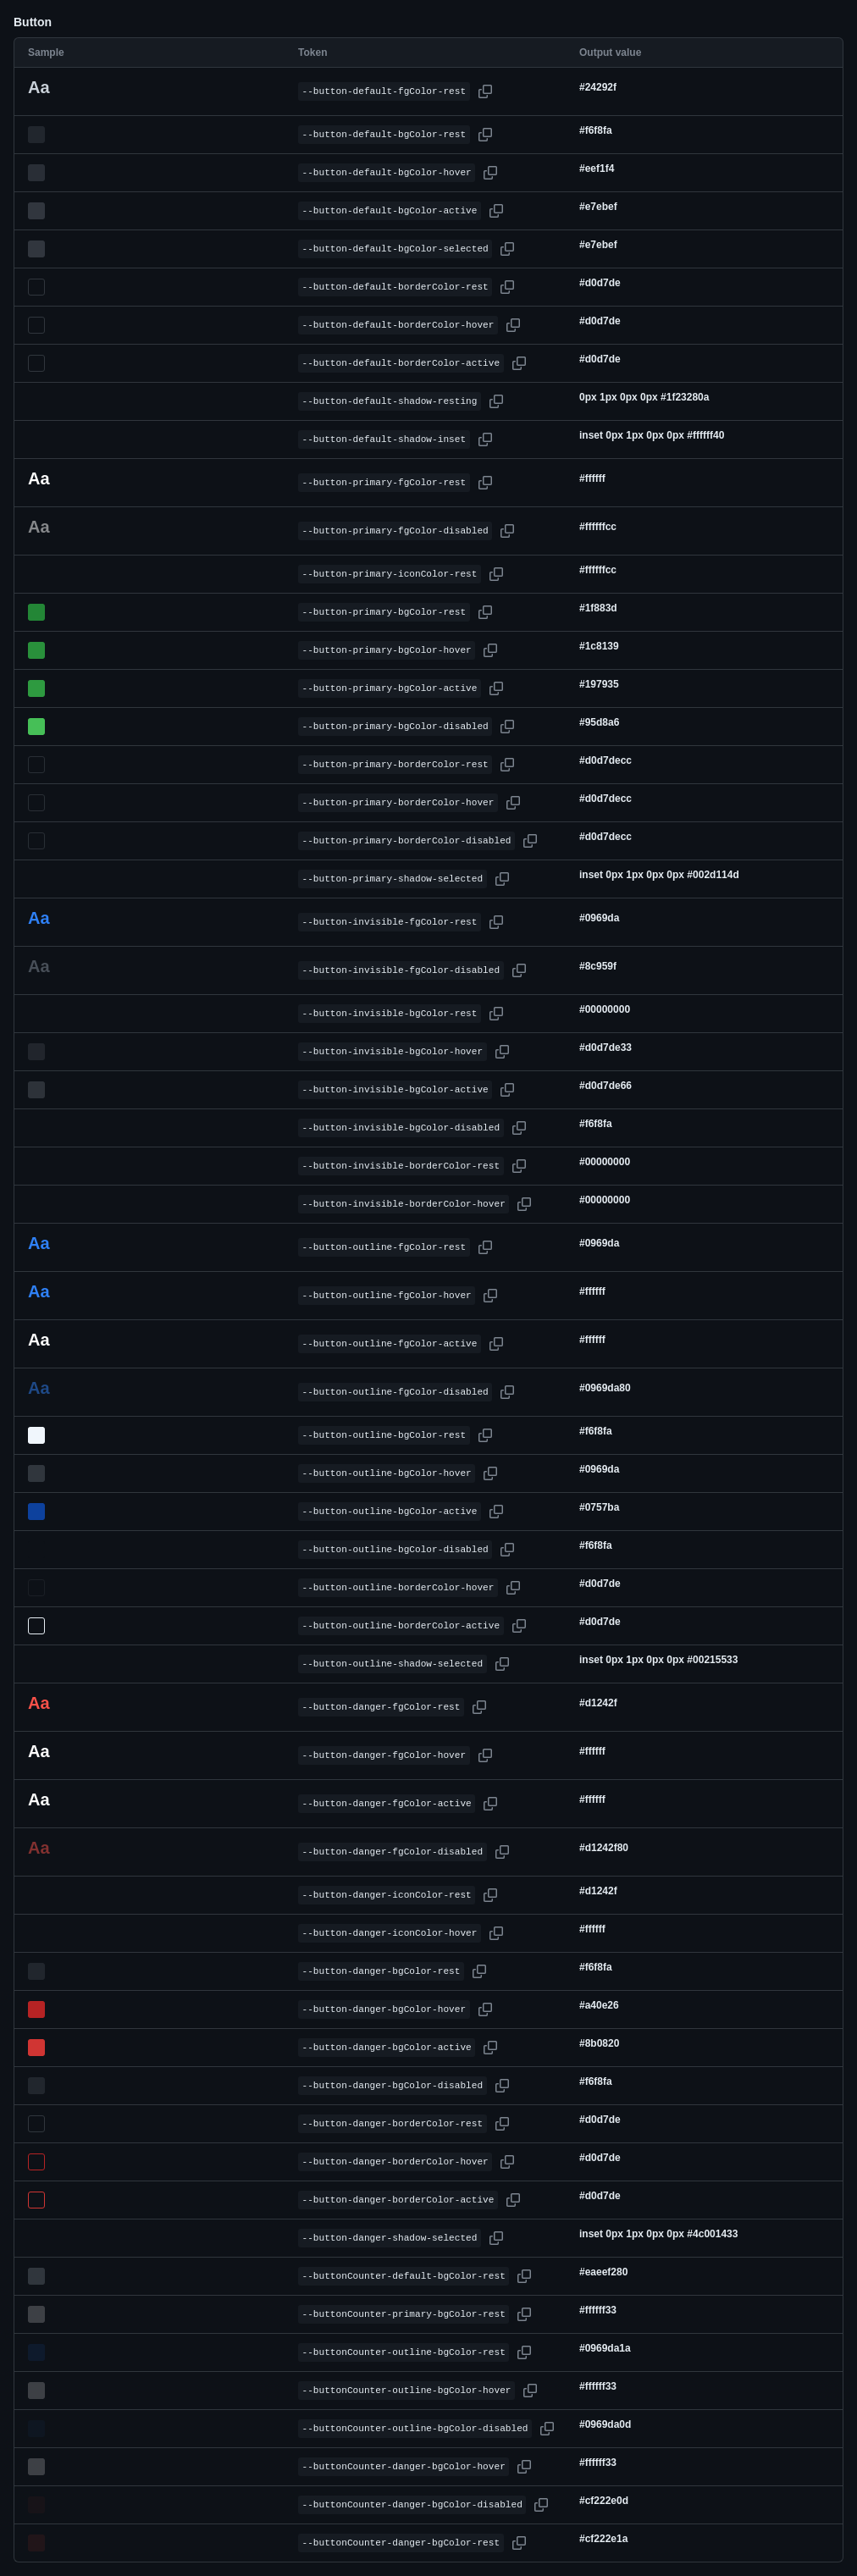 Button
Sample Token Output value
Aa --button-default-fgColor-rest #24292f
--button-default-bgColor-rest #f6f8fa
--button-default-bgColor-hover #eef1f4
--button-default-bgColor-active #e7ebef
--button-default-bgColor-selected #e7ebef
--button-default-borderColor-rest #d0d7de
--button-default-borderColor-hover #d0d7de
--button-default-borderColor-active #d0d7de
--button-default-shadow-resting 0px 1px 0px 0px #1f23280a
--button-default-shadow-inset inset 0px 1px 0px 0px #ffffff40
Aa --button-primary-fgColor-rest #ffffff
Aa --button-primary-fgColor-disabled #ffffffcc
--button-primary-iconColor-rest #ffffffcc
--button-primary-bgColor-rest #1f883d
--button-primary-bgColor-hover #1c8139
--button-primary-bgColor-active #197935
--button-primary-bgColor-disabled #95d8a6
--button-primary-borderColor-rest #d0d7decc
--button-primary-borderColor-hover #d0d7decc
--button-primary-borderColor-disabled #d0d7decc
--button-primary-shadow-selected inset 0px 1px 0px 0px #002d114d
Aa --button-invisible-fgColor-rest #0969da
Aa --button-invisible-fgColor-disabled #8c959f
--button-invisible-bgColor-rest #00000000
--button-invisible-bgColor-hover #d0d7de33
--button-invisible-bgColor-active #d0d7de66
--button-invisible-bgColor-disabled #f6f8fa
--button-invisible-borderColor-rest #00000000
--button-invisible-borderColor-hover #00000000
Aa --button-outline-fgColor-rest #0969da
Aa --button-outline-fgColor-hover #ffffff
Aa --button-outline-fgColor-active #ffffff
Aa --button-outline-fgColor-disabled #0969da80
--button-outline-bgColor-rest #f6f8fa
--button-outline-bgColor-hover #0969da
--button-outline-bgColor-active #0757ba
--button-outline-bgColor-disabled #f6f8fa
--button-outline-borderColor-hover #d0d7de
--button-outline-borderColor-active #d0d7de
--button-outline-shadow-selected inset 0px 1px 0px 0px #00215533
Aa --button-danger-fgColor-rest #d1242f
Aa --button-danger-fgColor-hover #ffffff
Aa --button-danger-fgColor-active #ffffff
Aa --button-danger-fgColor-disabled #d1242f80
--button-danger-iconColor-rest #d1242f
--button-danger-iconColor-hover #ffffff
--button-danger-bgColor-rest #f6f8fa
--button-danger-bgColor-hover #a40e26
--button-danger-bgColor-active #8b0820
--button-danger-bgColor-disabled #f6f8fa
--button-danger-borderColor-rest #d0d7de
--button-danger-borderColor-hover #d0d7de
--button-danger-borderColor-active #d0d7de
--button-danger-shadow-selected inset 0px 1px 0px 0px #4c001433
--buttonCounter-default-bgColor-rest #eaeef280
--buttonCounter-primary-bgColor-rest #ffffff33
--buttonCounter-outline-bgColor-rest #0969da1a
--buttonCounter-outline-bgColor-hover #ffffff33
--buttonCounter-outline-bgColor-disabled #0969da0d
--buttonCounter-danger-bgColor-hover #ffffff33
--buttonCounter-danger-bgColor-disabled #cf222e0d
--buttonCounter-danger-bgColor-rest #cf222e1a